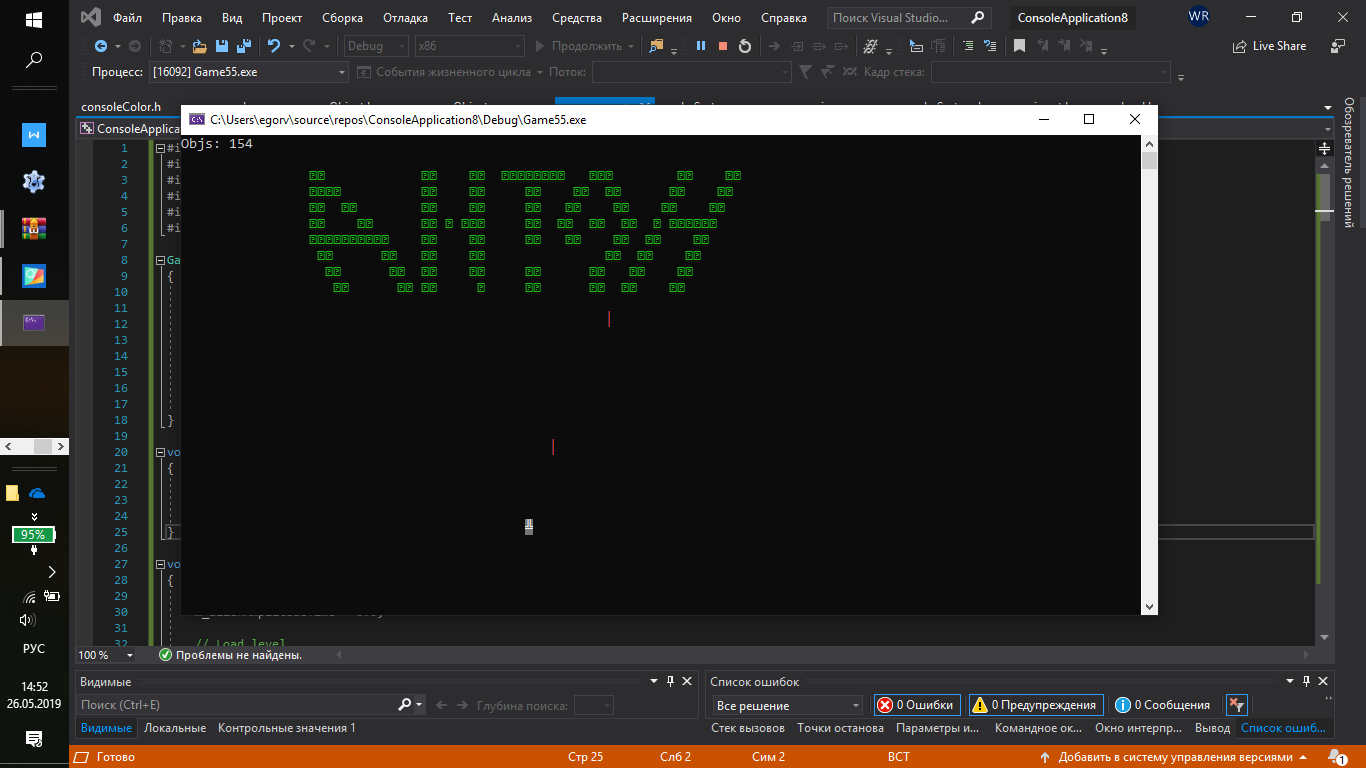 Файл Правка Вид Проект Сборка Отладка Тест Анализ Средства Расширения Окно Справка Поиск Visual Studio... ConsoleApplication8 WR
Debug x86 Продолжить Live Share
Процесс: [16092] Game55.exe События жизненного цикла Поток: Кадр стека:
consoleColor.h
ConsoleApplica
C:\Users\egorv\source\repos\ConsoleApplication8\Debug\Game55.exe
Objs: 154
1 #i
2 #i
3 #i
4 #i
5 #i
6 #i
7
8 Ga
9 {
10
11
12
13
14
15
16
17
18 }
19
20 vo
21 {
22
23
24
25 }
26
27 vo
28 {
29
30
31
32 // Load level
Обозреватель решений
100 % Проблемы не найдены.
Видимые
Поиск (Ctrl+E) Глубина поиска:
Видимые Локальные Контрольные значения 1
Список ошибок
Все решение 0 Ошибки 0 Предупреждения 0 Сообщения
Стек вызовов Точки останова Параметры и... Командное ок... Окно интерпр... Вывод Список ошиб...
Готово Стр 25 Слб 2 Сим 2 ВСТ Добавить в систему управления версиями 1
95%
РУС
14:52
26.05.2019